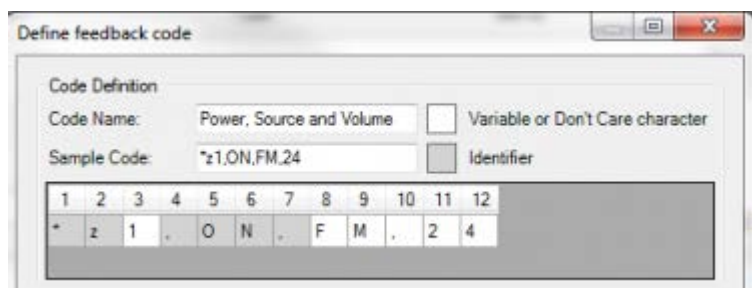 Define feedback code
Code Definition
Code Name: Power, Source and Volume Variable or Don't Care character
Sample Code: *z1,ON,FM,24 Identifier
1 2 3 4 5 6 7 8 9 10 11 12
* z 1 , O N , F M , 2 4